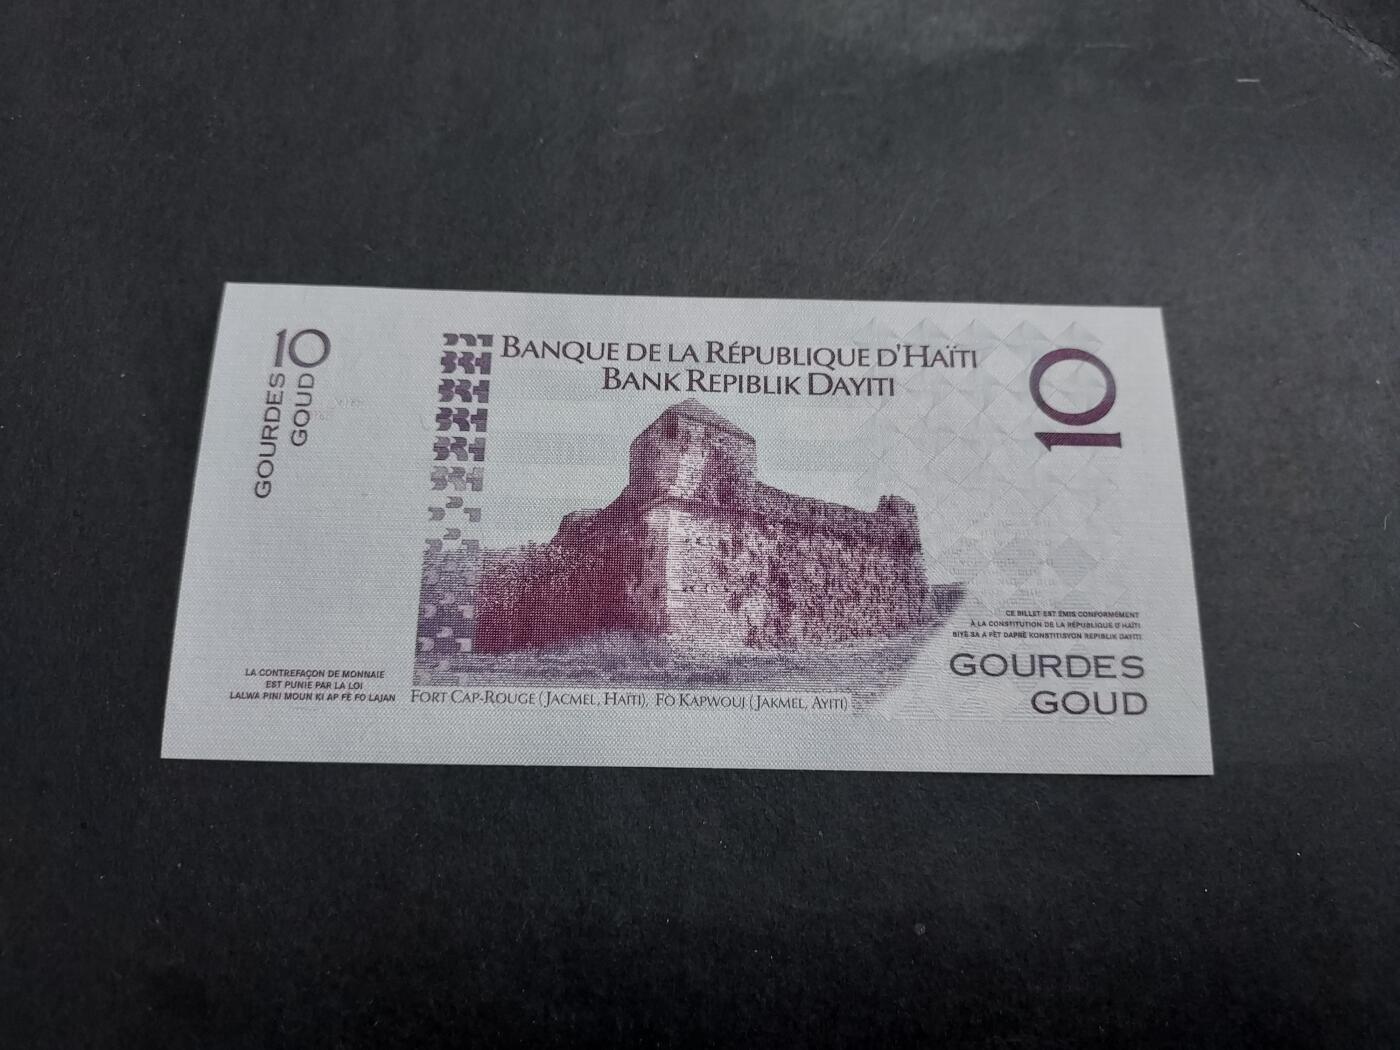 10
GOURDES
GOUD
BANQUE DE LA RÉPUBLIQUE D'HAÏTI
BANK REPIBLIK DAYITI
10
CE BILLET EST ÉMIS CONFORMÉMENT
À LA CONSTITUTION DE LA RÉPUBLIQUE D'HAÏTI
BIYÈ SA A FÈT DAPRÈ KONSTITISYON REPIBLIK DAYITI
GOURDES
GOUD
LA CONTREFAÇON DE MONNAIE
EST PUNIE PAR LA LOI
LALWA PINI MOUN KI AP FÈ FO LAJAN
FORT CAP-ROUGE (JACMEL, HAÏTI), FÒ KAPWOUJ (JAKMEL, AYITI)